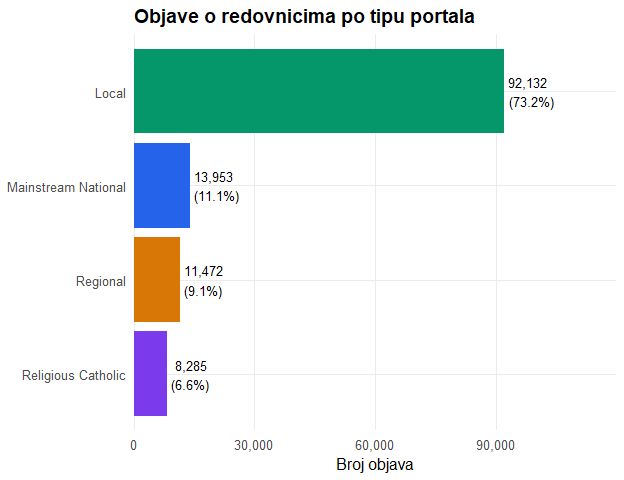 Objave o redovnicima po tipu portala
Local
92,132
(73.2%)
Mainstream National
13,953
(11.1%)
Regional
11,472
(9.1%)
Religious Catholic
8,285
(6.6%)
0
30,000
60,000
90,000
Broj objava